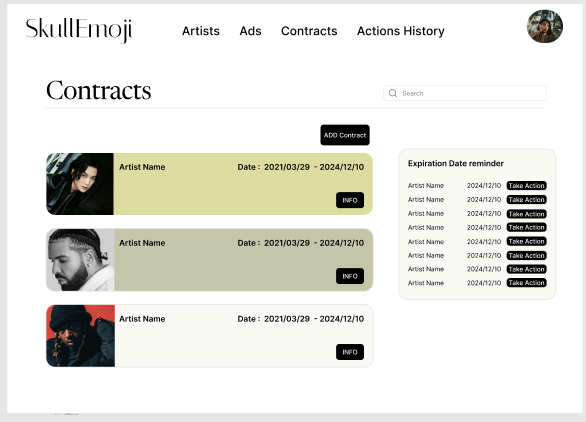 SkullEmoji
Artists Ads Contracts Actions History
Contracts
Search
ADD Contract
Artist Name Date : 2021/03/29 - 2024/12/10
INFO
Artist Name Date : 2021/03/29 - 2024/12/10
INFO
Artist Name Date : 2021/03/29 - 2024/12/10
INFO
Expiration Date reminder
Artist Name 2024/12/10 Take Action
Artist Name 2024/12/10 Take Action
Artist Name 2024/12/10 Take Action
Artist Name 2024/12/10 Take Action
Artist Name 2024/12/10 Take Action
Artist Name 2024/12/10 Take Action
Artist Name 2024/12/10 Take Action
Artist Name 2024/12/10 Take Action